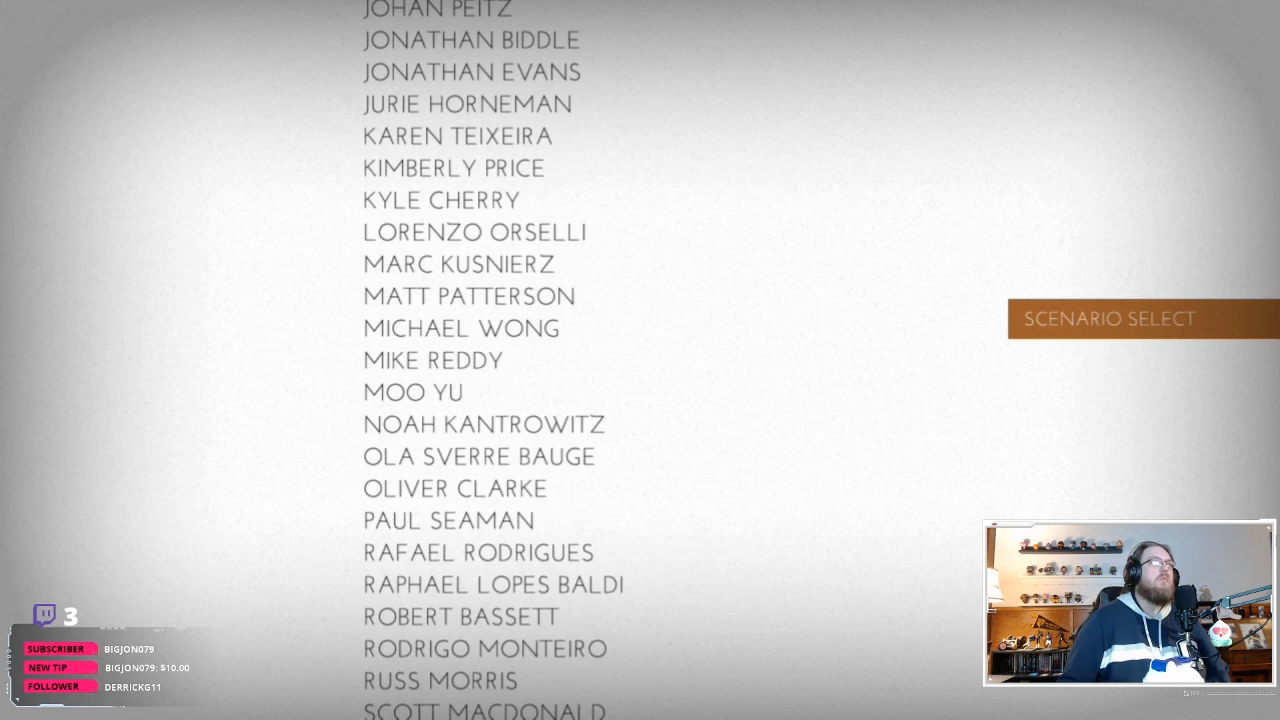 JOHAN PEITZ
JONATHAN BIDDLE
JONATHAN EVANS
JURIE HORNEMAN
KAREN TEIXEIRA
KIMBERLY PRICE
KYLE CHERRY
LORENZO ORSELLI
MARC KUSNIERZ
MATT PATTERSON
MICHAEL WONG
MIKE REDDY
MOO YU
NOAH KANTROWITZ
OLA SVERRE BAUGE
OLIVER CLARKE
PAUL SEAMAN
RAFAEL RODRIGUES
RAPHAEL LOPES BALDI
ROBERT BASSETT
RODRIGO MONTEIRO
RUSS MORRIS
SCOTT MACDONALD
SCENARIO SELECT
3
SUBSCRIBER BIGJON079
NEW TIP BIGJON079: $10.00
FOLLOWER DERRICKG11